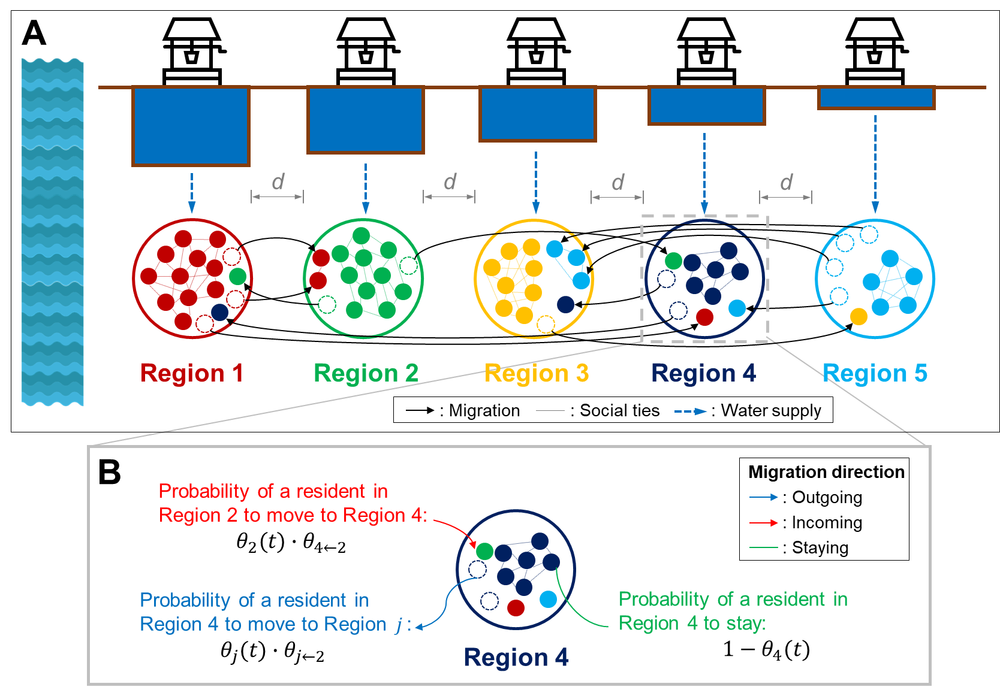 A
d d d d
Region 1 Region 2 Region 3 Region 4 Region 5
: Migration : Social ties : Water supply
B
Migration direction
: Outgoing
: Incoming
: Staying
Probability of a resident in
Region 2 to move to Region 4:
θ₂(t) · θ₄←₂
Probability of a resident in
Region 4 to move to Region j :
θⱼ(t) · θⱼ←₂
Probability of a resident in
Region 4 to stay:
1 − θ₄(t)
Region 4